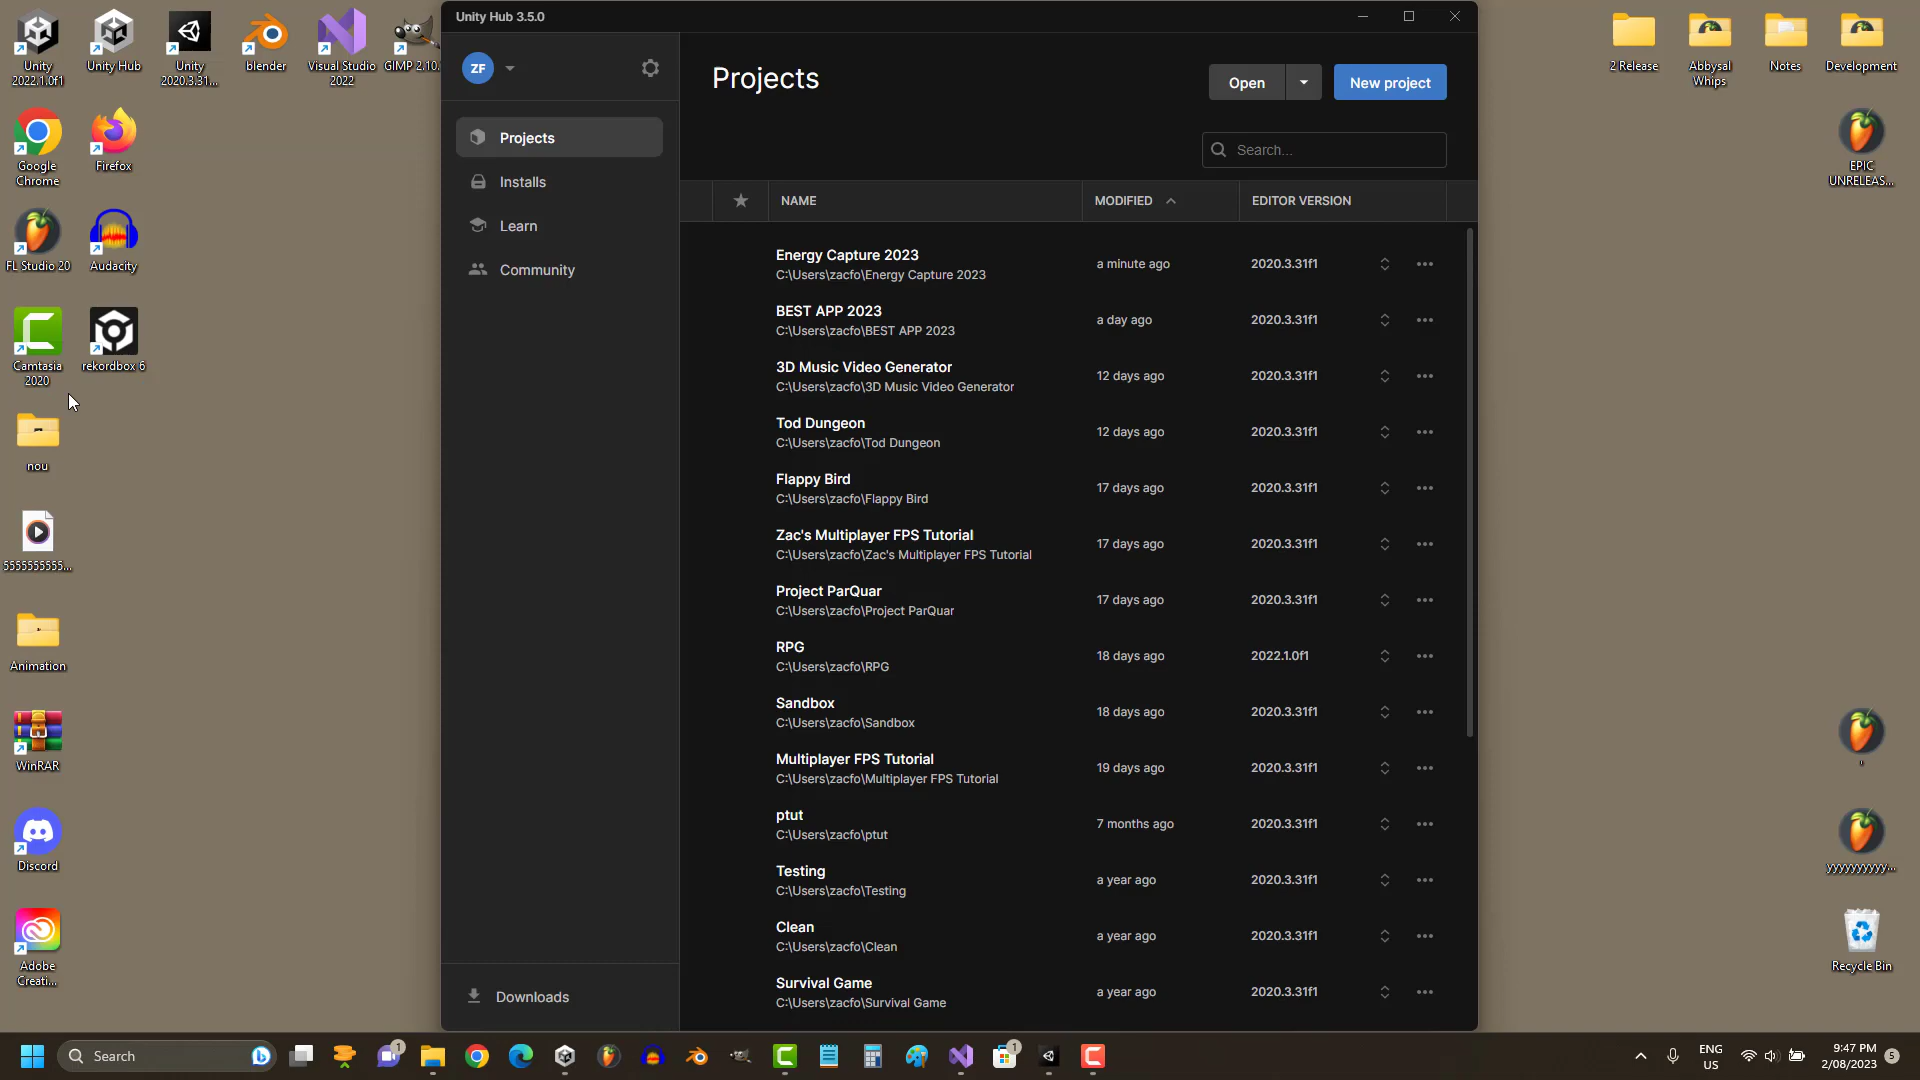 Unity
2022.1.0f1
Unity Hub
Unity
2020.3.31...
blender
Visual Studio
2022
GIMP 2.10.
Google
Chrome
Firefox
FL Studio 20
Audacity
Camtasia
2020
rekordbox 6
nou
5555555555...
Animation
WinRAR
Discord
Adobe
Creati...
Unity Hub 3.5.0
ZF
Projects
Installs
Learn
Community
Downloads
Projects
Open
New project
Search...
NAME
MODIFIED
EDITOR VERSION
Energy Capture 2023
C:\Users\zacfo\Energy Capture 2023
a minute ago
2020.3.31f1
BEST APP 2023
C:\Users\zacfo\BEST APP 2023
a day ago
2020.3.31f1
3D Music Video Generator
C:\Users\zacfo\3D Music Video Generator
12 days ago
2020.3.31f1
Tod Dungeon
C:\Users\zacfo\Tod Dungeon
12 days ago
2020.3.31f1
Flappy Bird
C:\Users\zacfo\Flappy Bird
17 days ago
2020.3.31f1
Zac's Multiplayer FPS Tutorial
C:\Users\zacfo\Zac's Multiplayer FPS Tutorial
17 days ago
2020.3.31f1
Project ParQuar
C:\Users\zacfo\Project ParQuar
17 days ago
2020.3.31f1
RPG
C:\Users\zacfo\RPG
18 days ago
2022.1.0f1
Sandbox
C:\Users\zacfo\Sandbox
18 days ago
2020.3.31f1
Multiplayer FPS Tutorial
C:\Users\zacfo\Multiplayer FPS Tutorial
19 days ago
2020.3.31f1
ptut
C:\Users\zacfo\ptut
7 months ago
2020.3.31f1
Testing
C:\Users\zacfo\Testing
a year ago
2020.3.31f1
Clean
C:\Users\zacfo\Clean
a year ago
2020.3.31f1
Survival Game
C:\Users\zacfo\Survival Game
a year ago
2020.3.31f1
2 Release
Abbysal
Whips
Notes
Development
EPIC
UNRELEAS...
yyyyyyyyyy...
Recycle Bin
Search
1
1
ENG
US
9:47 PM
2/08/2023
5